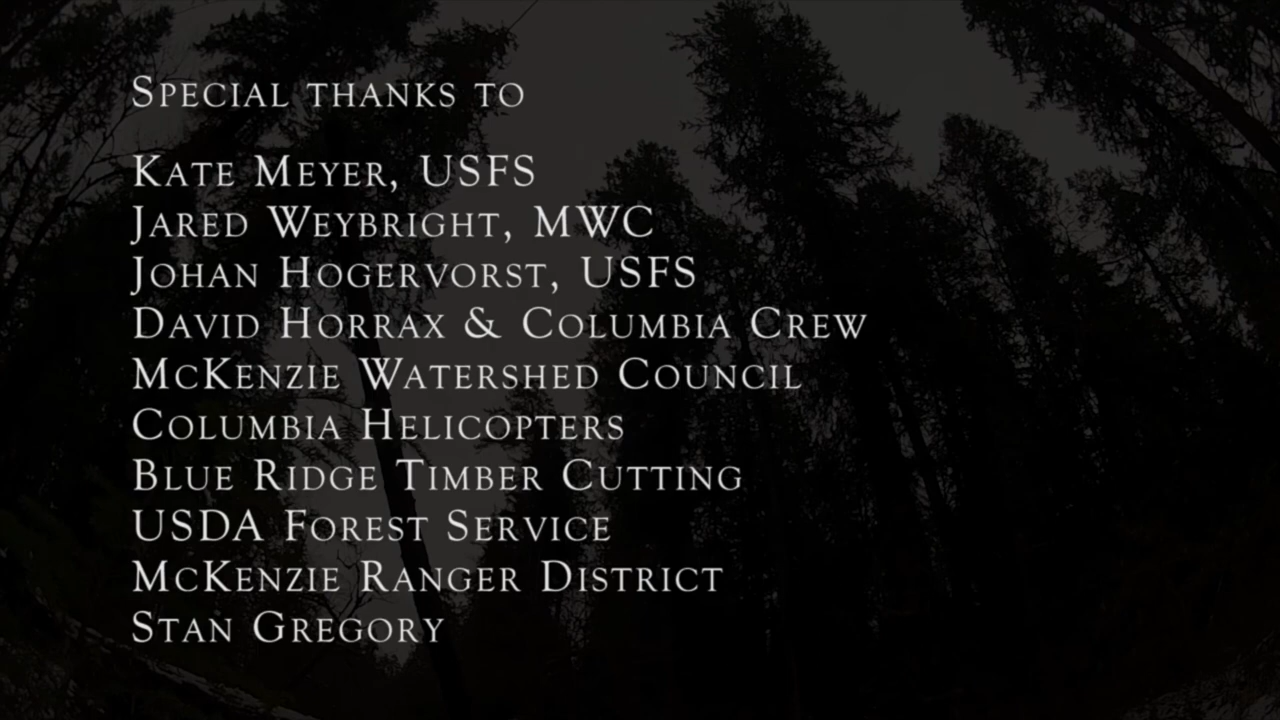 Special thanks to
Kate Meyer, USFS
Jared Weybright, MWC
Johan Hogervorst, USFS
David Horrax & Columbia Crew
McKenzie Watershed Council
Columbia Helicopters
Blue Ridge Timber Cutting
USDA Forest Service
McKenzie Ranger District
Stan Gregory